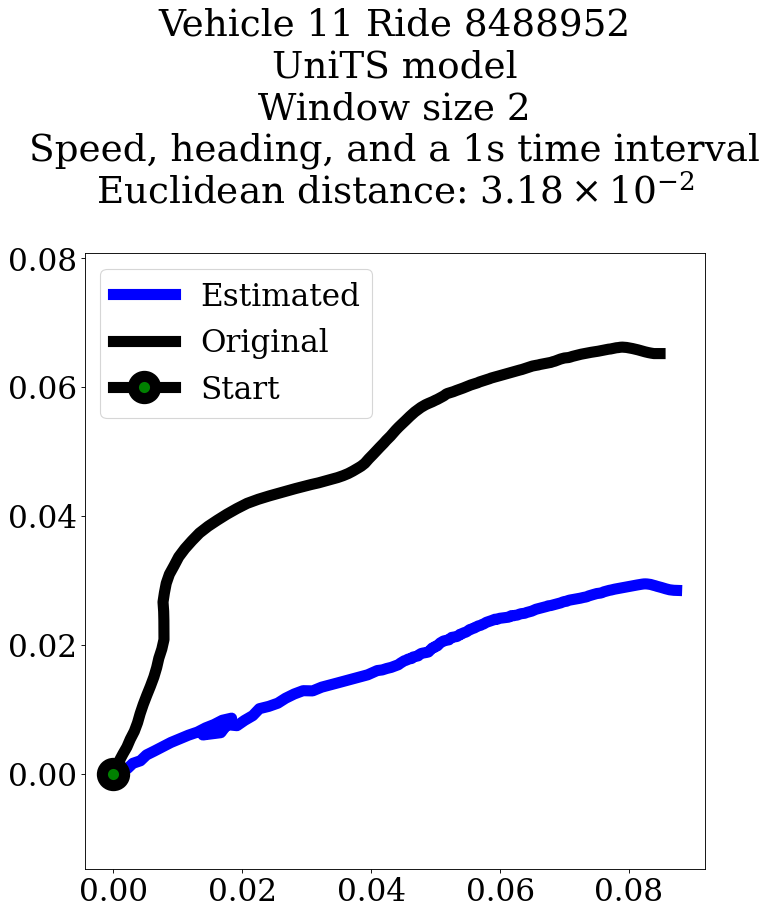 Vehicle 11 Ride 8488952
UniTS model
Window size 2
Speed, heading, and a 1s time interval
Euclidean distance: 3.18 × 10⁻²
0.08
0.06
0.04
0.02
0.00
Estimated
Original
Start
0.00 0.02 0.04 0.06 0.08